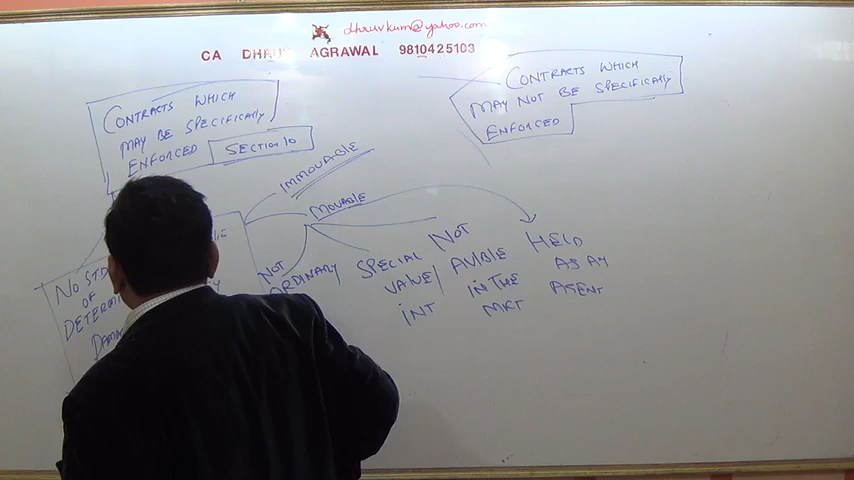 dhruvkum@yahoo.com
CA DHRU AGRAWAL 9810425103
CONTRACTS WHICH
MAY BE SPECIFICALLY
ENFORCED SECTION 10
CONTRACTS WHICH
MAY NOT BE SPECIFICALLY
ENFORCED
IMMOVABLE
MOVABLE
NO STD
OF
DETERMI
DAMA
NOT
ORDINARY
SPECIAL
VALUE/
INT
NOT
AVLBLE
IN THE
MKT
HELD
AS AN
AGENT